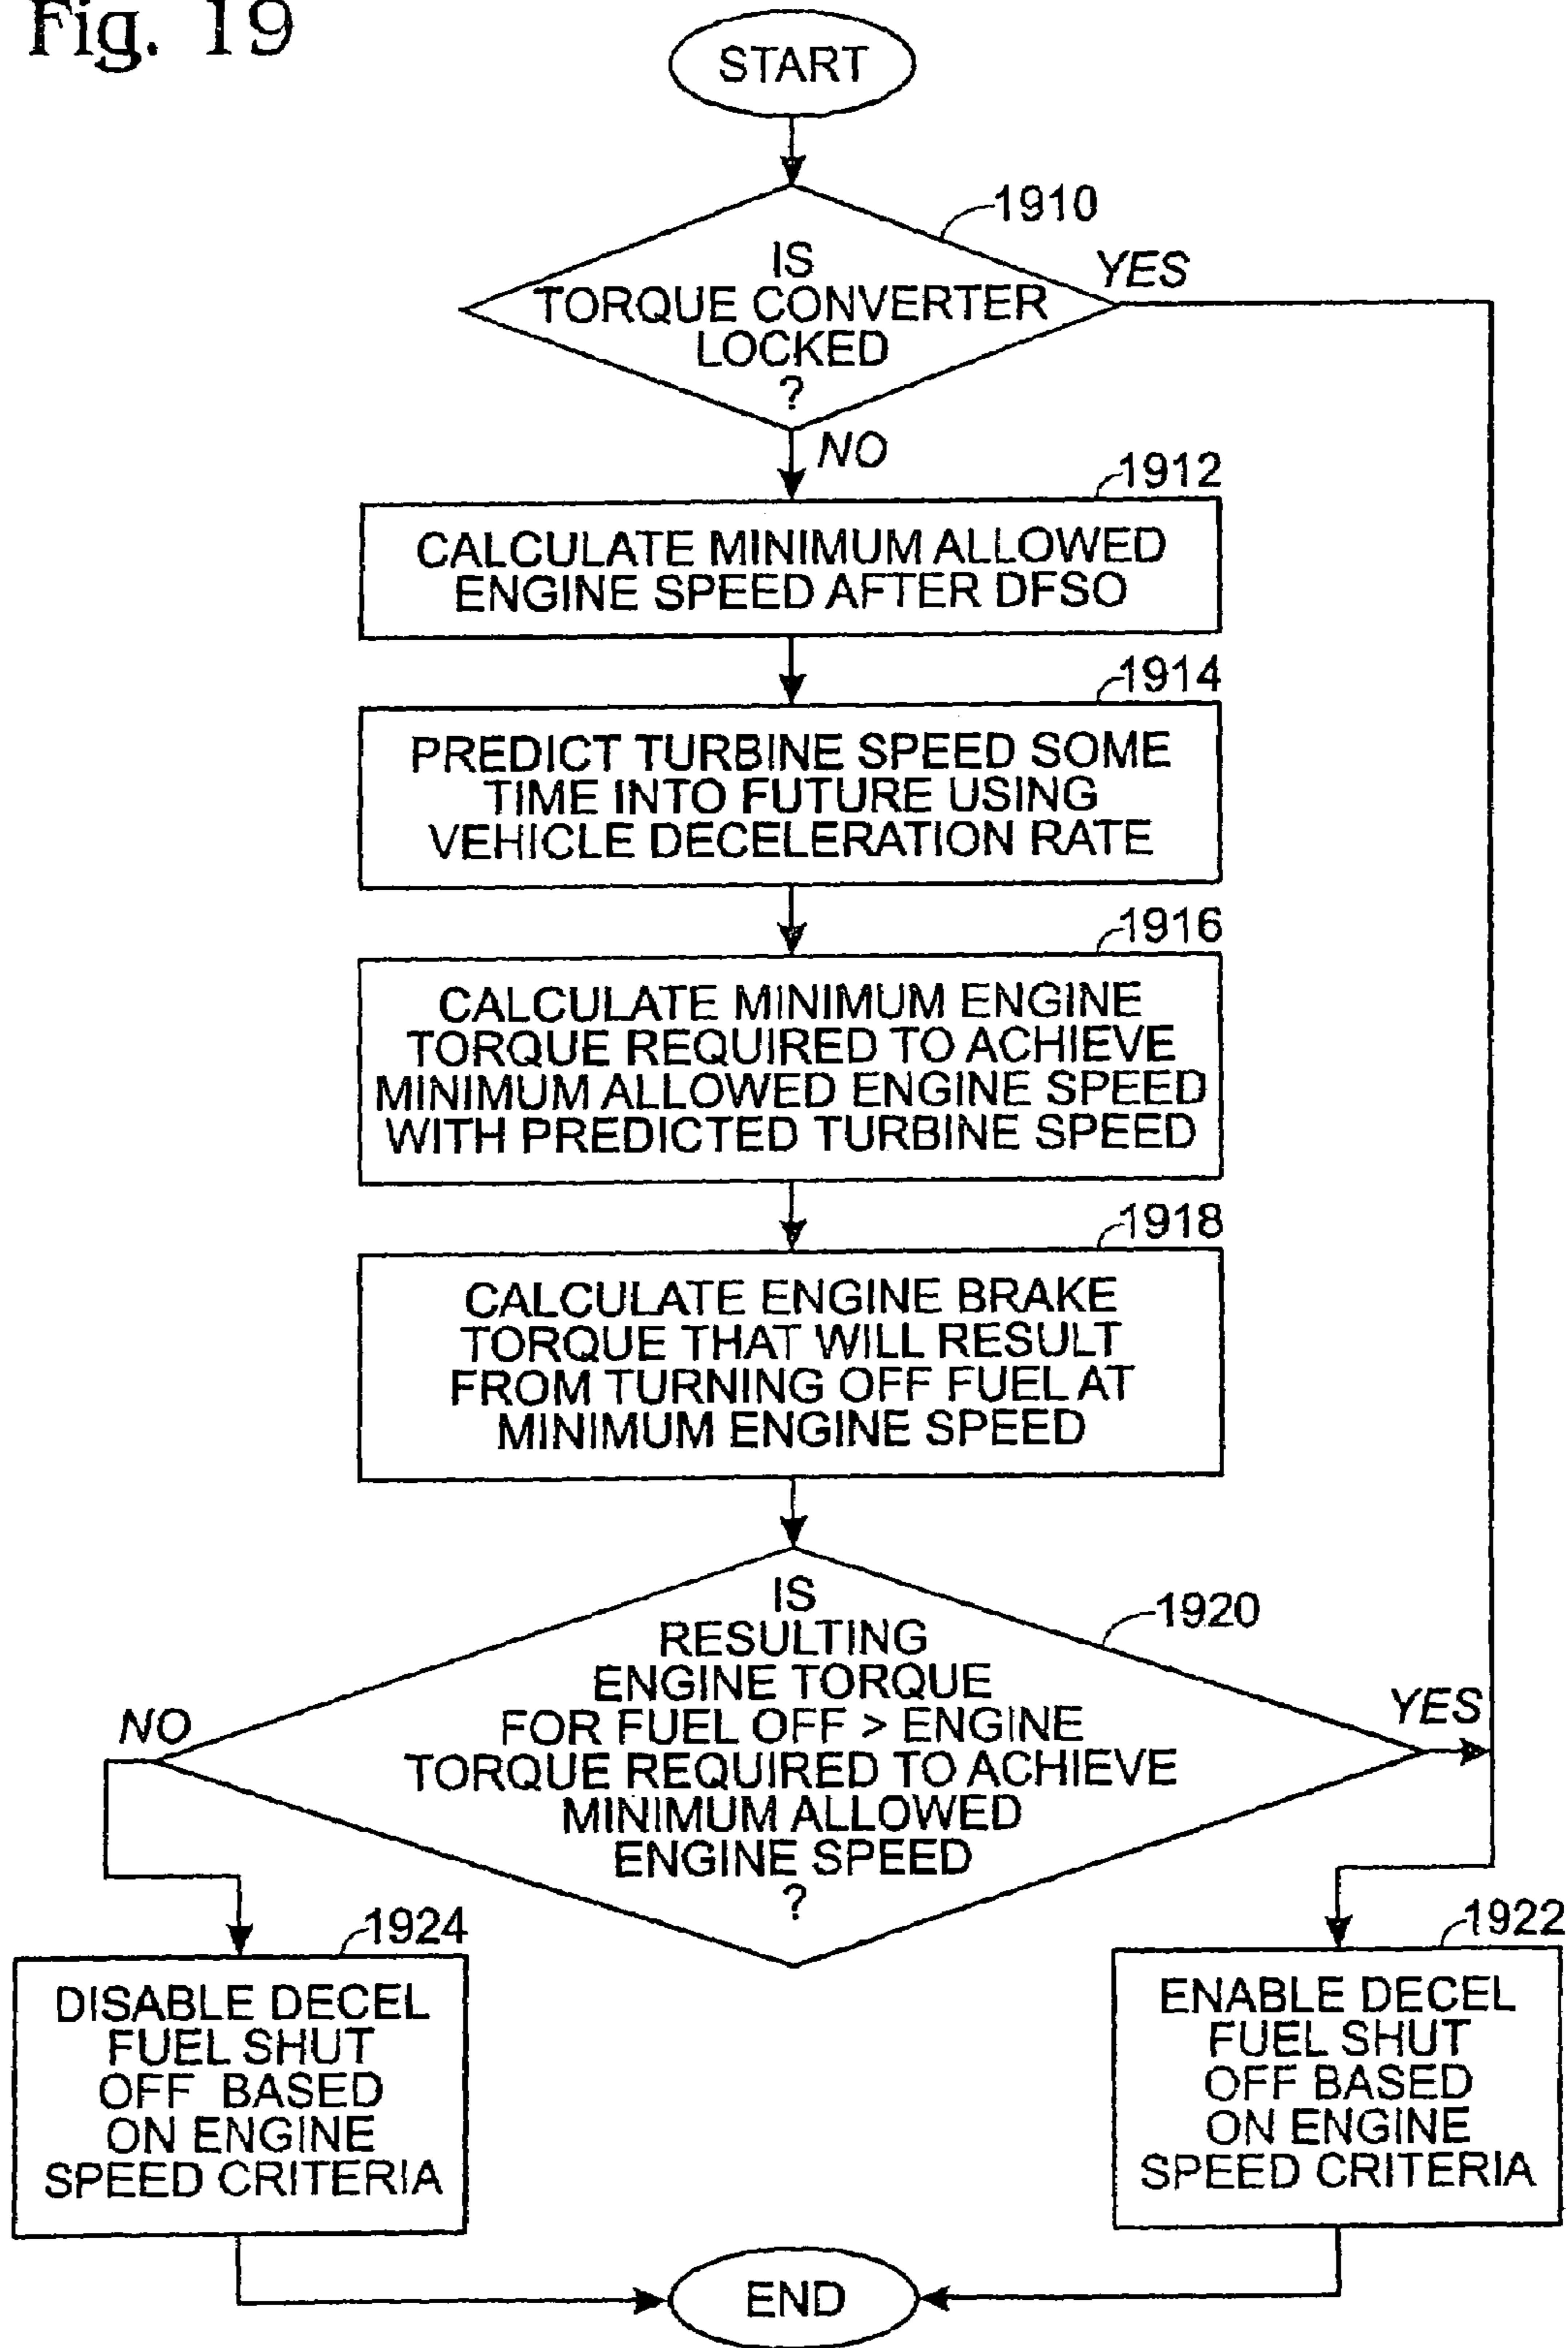 Fig. 19
START
1910
IS
TORQUE CONVERTER
LOCKED
?
YES
NO
1912
CALCULATE MINIMUM ALLOWED
ENGINE SPEED AFTER DFSO
1914
PREDICT TURBINE SPEED SOME
TIME INTO FUTURE USING
VEHICLE DECELERATION RATE
1916
CALCULATE MINIMUM ENGINE
TORQUE REQUIRED TO ACHIEVE
MINIMUM ALLOWED ENGINE SPEED
WITH PREDICTED TURBINE SPEED
1918
CALCULATE ENGINE BRAKE
TORQUE THAT WILL RESULT
FROM TURNING OFF FUEL AT
MINIMUM ENGINE SPEED
1920
IS
RESULTING
ENGINE TORQUE
FOR FUEL OFF > ENGINE
TORQUE REQUIRED TO ACHIEVE
MINIMUM ALLOWED
ENGINE SPEED
?
NO
YES
1924
DISABLE DECEL
FUEL SHUT
OFF BASED
ON ENGINE
SPEED CRITERIA
1922
ENABLE DECEL
FUEL SHUT
OFF BASED
ON ENGINE
SPEED CRITERIA
END